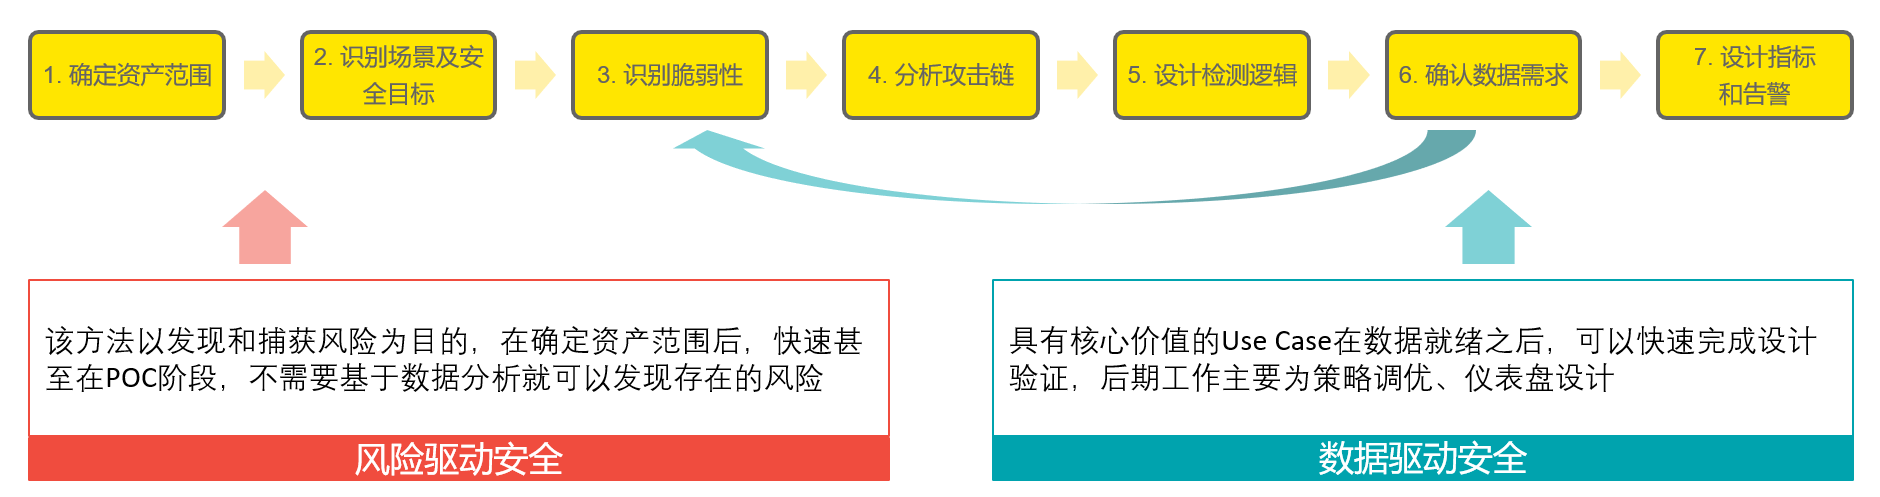 1. 确定资产范围
2. 识别场景及安
全目标
3. 识别脆弱性
4. 分析攻击链
5. 设计检测逻辑
6. 确认数据需求
7. 设计指标
和告警
该方法以发现和捕获风险为目的，在确定资产范围后，快速甚
至在POC阶段，不需要基于数据分析就可以发现存在的风险
风险驱动安全
具有核心价值的Use Case在数据就绪之后，可以快速完成设计
验证，后期工作主要为策略调优、仪表盘设计
数据驱动安全